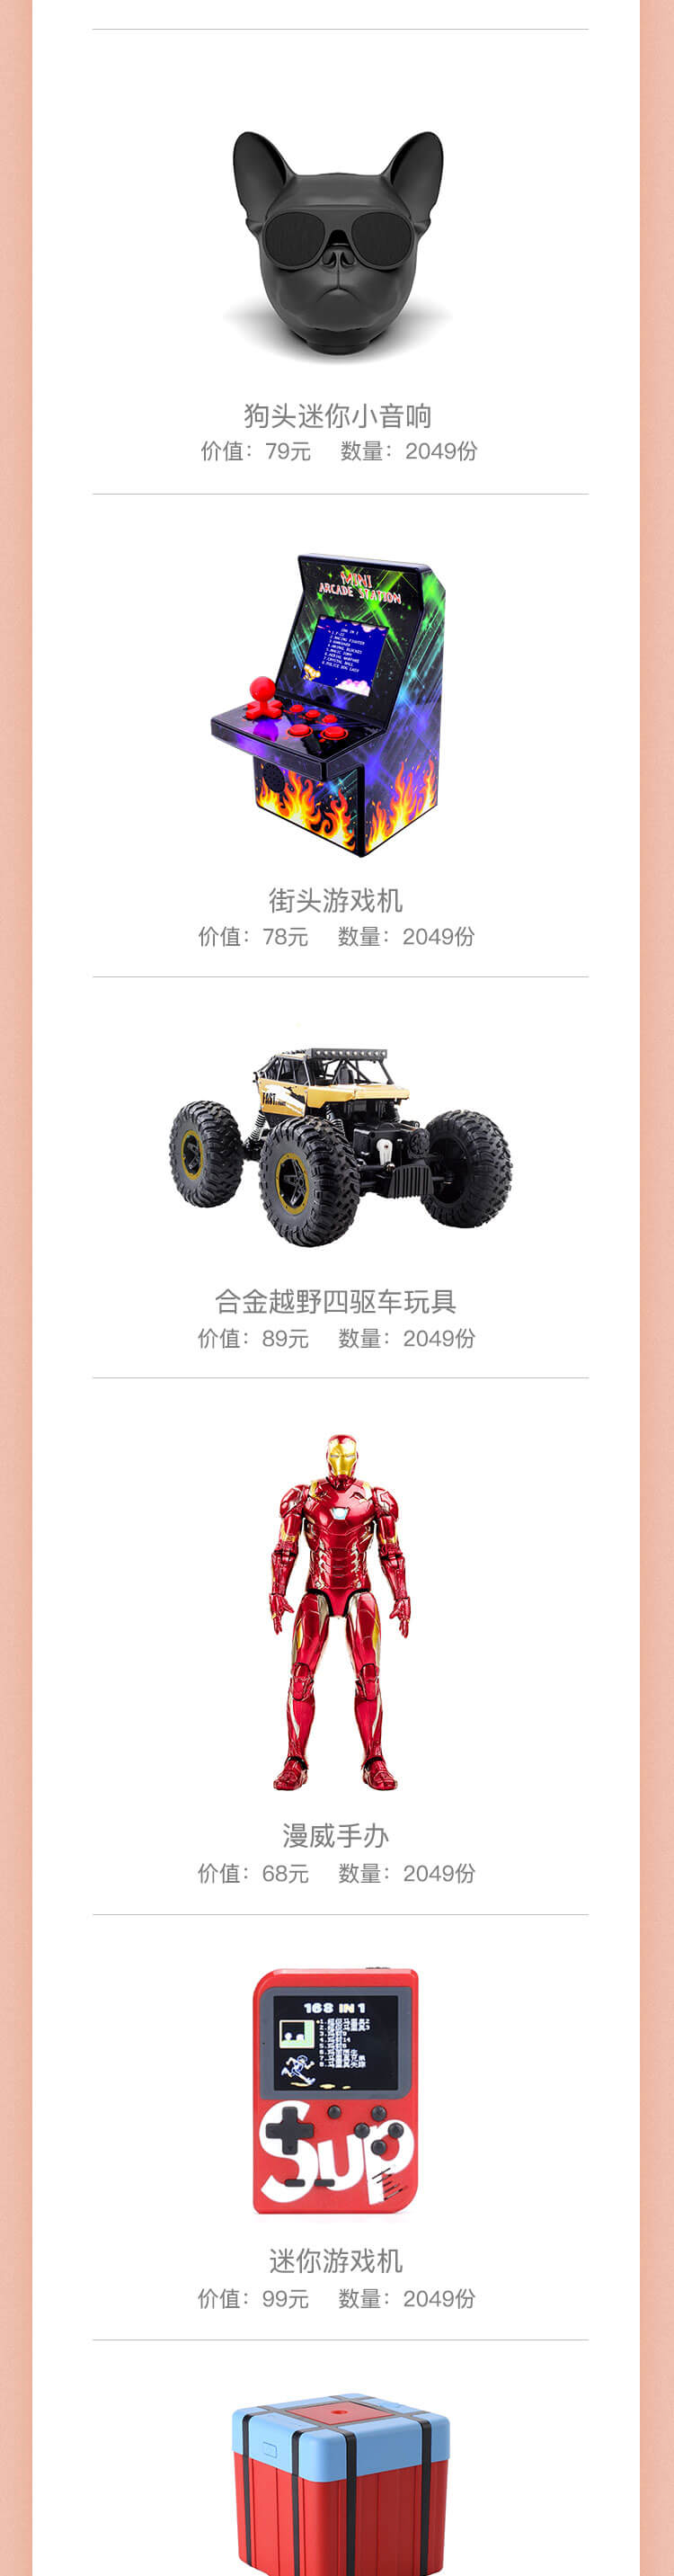 狗头迷你小音响
价值：79元 数量：2049份
MINI
ARCADE STATION
街头游戏机
价值：78元 数量：2049份
合金越野四驱车玩具
价值：89元 数量：2049份
漫威手办
价值：68元 数量：2049份
168 IN 1
Sup
迷你游戏机
价值：99元 数量：2049份